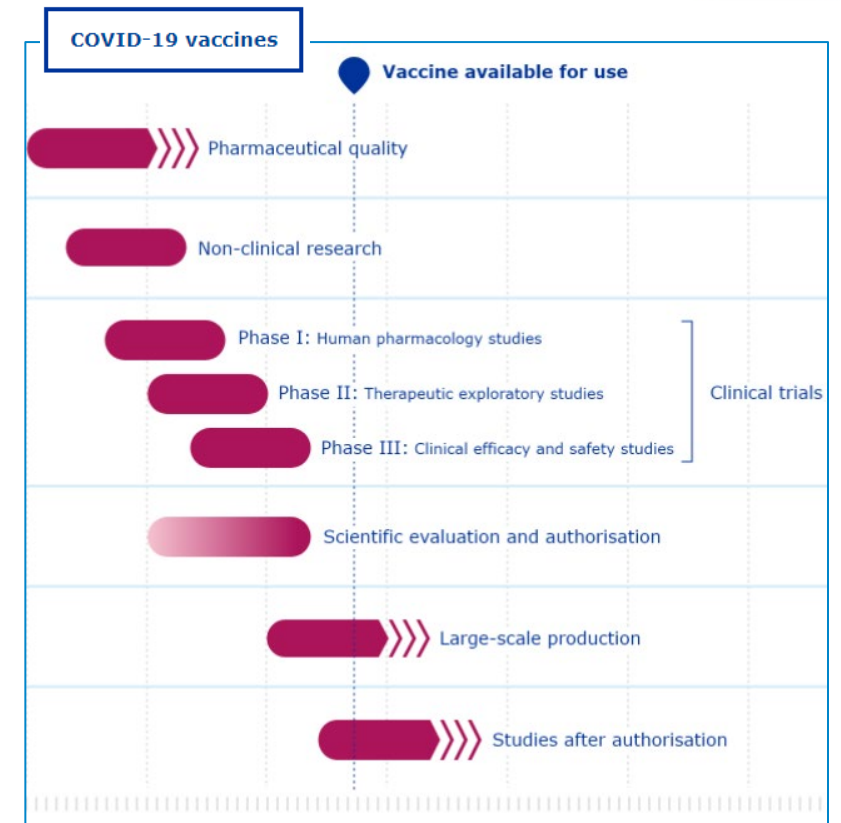 COVID-19 vaccines
Vaccine available for use
Pharmaceutical quality
Non-clinical research
Phase I: Human pharmacology studies
Phase II: Therapeutic exploratory studies
Clinical trials
Phase III: Clinical efficacy and safety studies
Scientific evaluation and authorisation
Large-scale production
Studies after authorisation